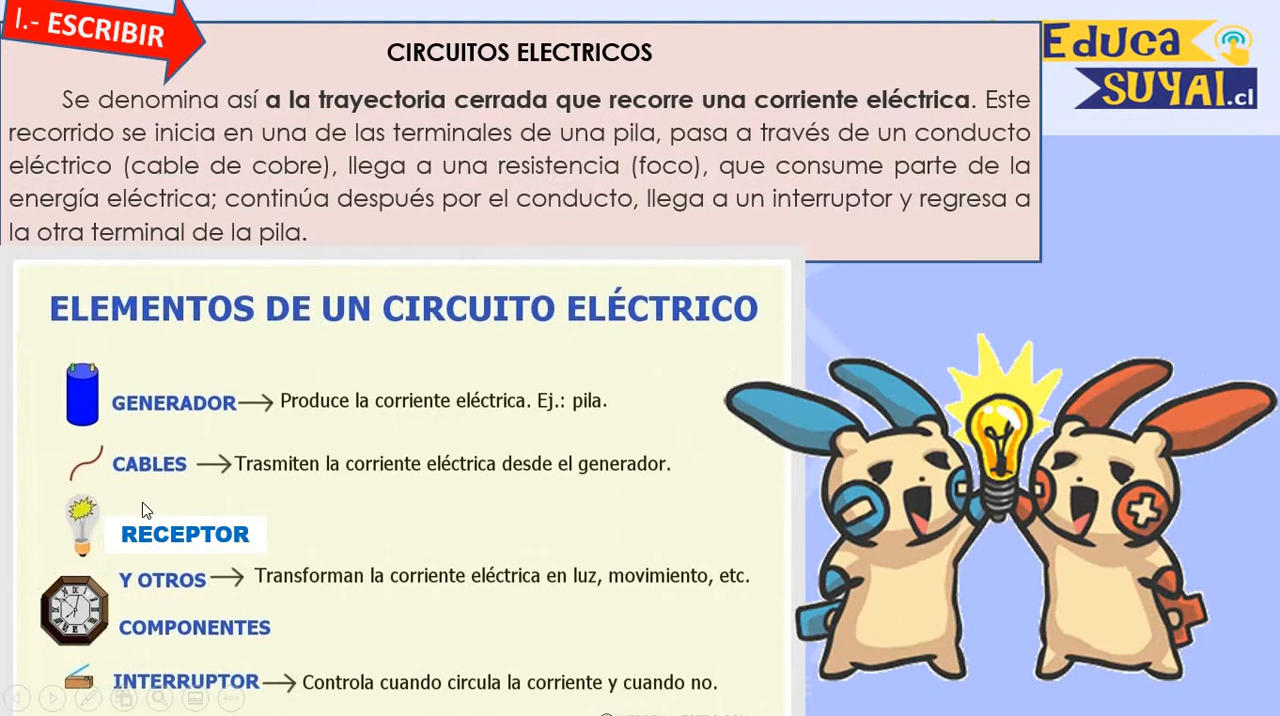 I.- ESCRIBIR
Educa
SUYAI.cl
CIRCUITOS ELECTRICOS
Se denomina así a la trayectoria cerrada que recorre una corriente eléctrica. Este
recorrido se inicia en una de las terminales de una pila, pasa a través de un conducto
eléctrico (cable de cobre), llega a una resistencia (foco), que consume parte de la
energía eléctrica; continúa después por el conducto, llega a un interruptor y regresa a
la otra terminal de la pila.
ELEMENTOS DE UN CIRCUITO ELÉCTRICO
GENERADOR → Produce la corriente eléctrica. Ej.: pila.
CABLES → Trasmiten la corriente eléctrica desde el generador.
RECEPTOR
Y OTROS → Transforman la corriente eléctrica en luz, movimiento, etc.
COMPONENTES
INTERRUPTOR → Controla cuando circula la corriente y cuando no.